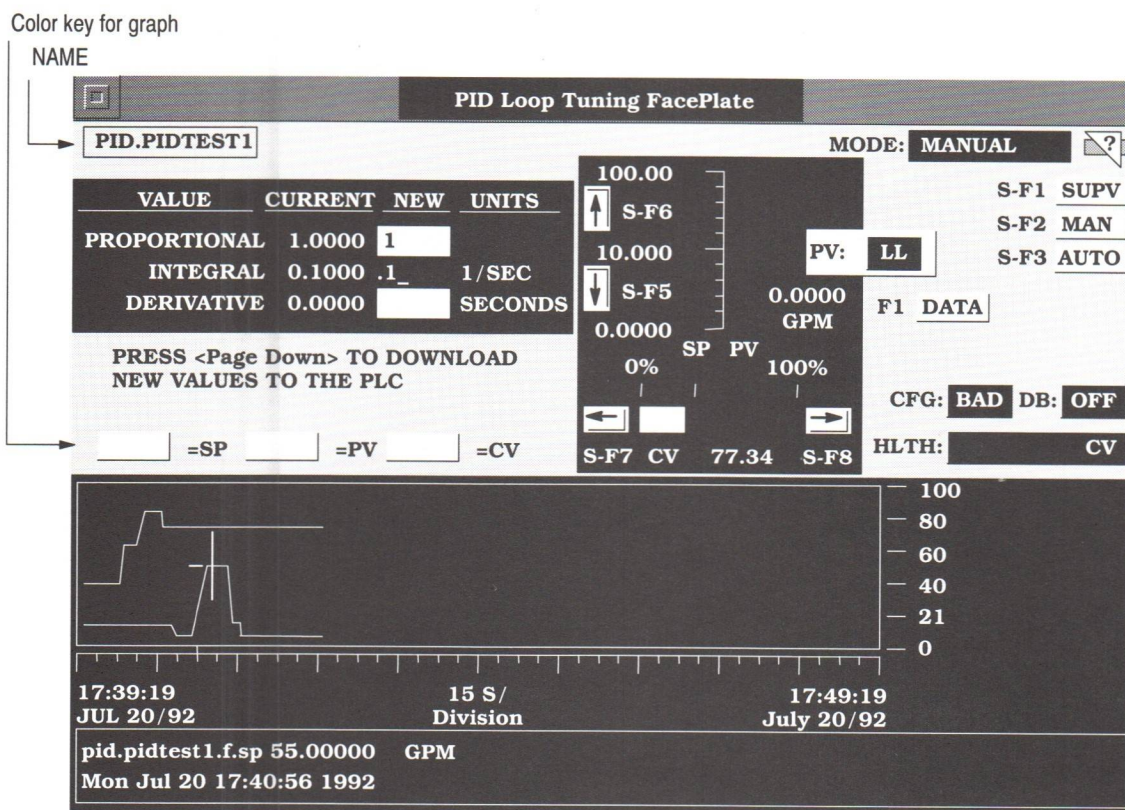 Color key for graph
NAME
PID Loop Tuning FacePlate
PID.PIDTEST1
MODE: MANUAL ?
VALUE CURRENT NEW UNITS
PROPORTIONAL 1.0000 1
INTEGRAL 0.1000 .1_ 1/SEC
DERIVATIVE 0.0000 SECONDS
PRESS <Page Down> TO DOWNLOAD
NEW VALUES TO THE PLC
=SP =PV =CV
100.00
S-F6
10.000
S-F5
0.0000
SP PV
PV: LL
0.0000
GPM
0% 100%
S-F7 CV 77.34 S-F8
S-F1 SUPV
S-F2 MAN
S-F3 AUTO
F1 DATA
CFG: BAD DB: OFF
HLTH: CV
100
80
60
40
21
0
17:39:19 15 S/ 17:49:19
JUL 20/92 Division July 20/92
pid.pidtest1.f.sp 55.00000 GPM
Mon Jul 20 17:40:56 1992